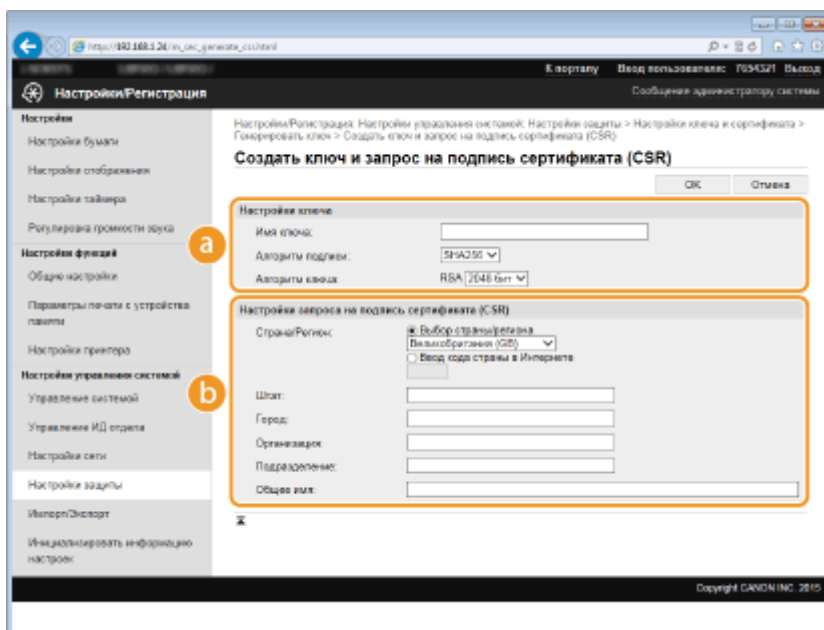 http://192.168.1.24/m_sec_generate_csr.html
К порталу Ввод пользователя: 7654321 Выход
Настройки/Регистрация
Сообщение администратору системы
Настройки
Настройки бумаги
Настройки отображения
Настройки таймера
Регулировка громкости звука
Настройки функций
Общие настройки
Параметры печати с устройства памяти
Настройки принтера
Настройки управления системой
Управление системой
Управление ИД отдела
Настройки сети
Настройки защиты
Импорт/Экспорт
Инициализировать информацию настроек
Настройки/Регистрация: Настройки управления системой: Настройки защиты > Настройки ключа и сертификата >
Генерировать ключ > Создать ключ и запрос на подпись сертификата (CSR)
Создать ключ и запрос на подпись сертификата (CSR)
OK Отмена
a
Настройки ключа
Имя ключа:
Алгоритм подписи: SHA256
Алгоритм ключа: RSA 2048 бит
b
Настройки запроса на подпись сертификата (CSR)
Страна/Регион: Выбор страны/региона
Великобритания (GB)
Ввод кода страны в Интернете
Штат:
Город:
Организация:
Подразделение:
Общее имя:
Copyright CANON INC. 2015